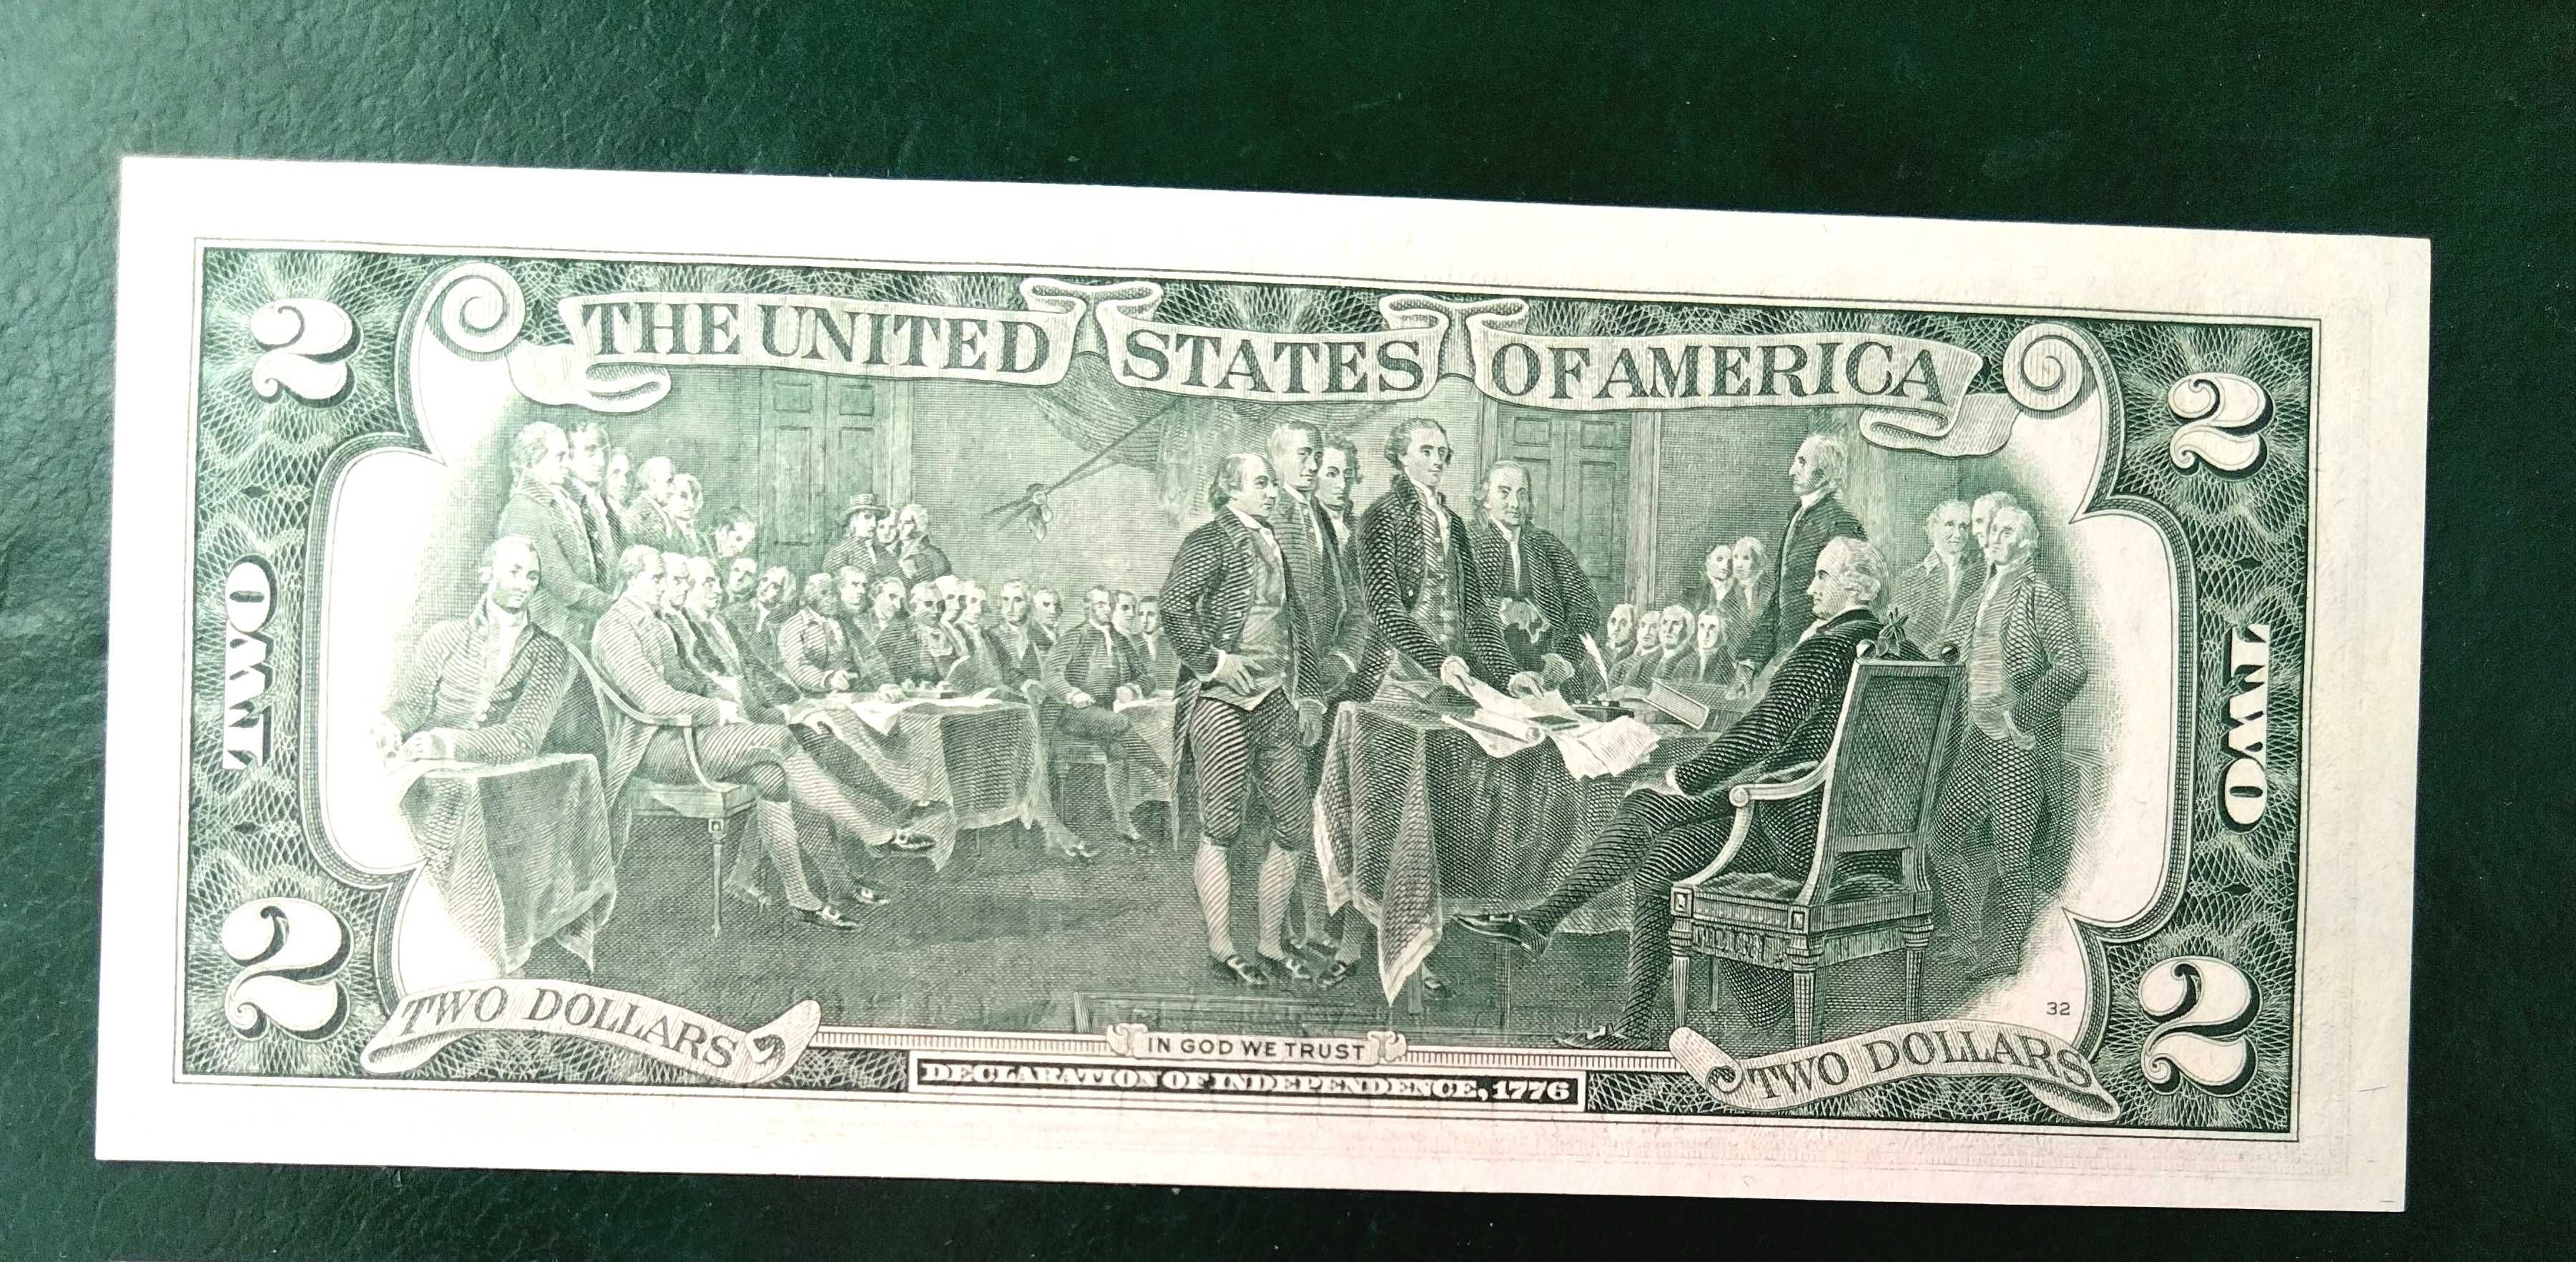 2 THE UNITED STATES OF AMERICA 2
TWO
TWO
2 TWO DOLLARS
IN GOD WE TRUST
DECLARATION OF INDEPENDENCE, 1776
32
TWO DOLLARS 2